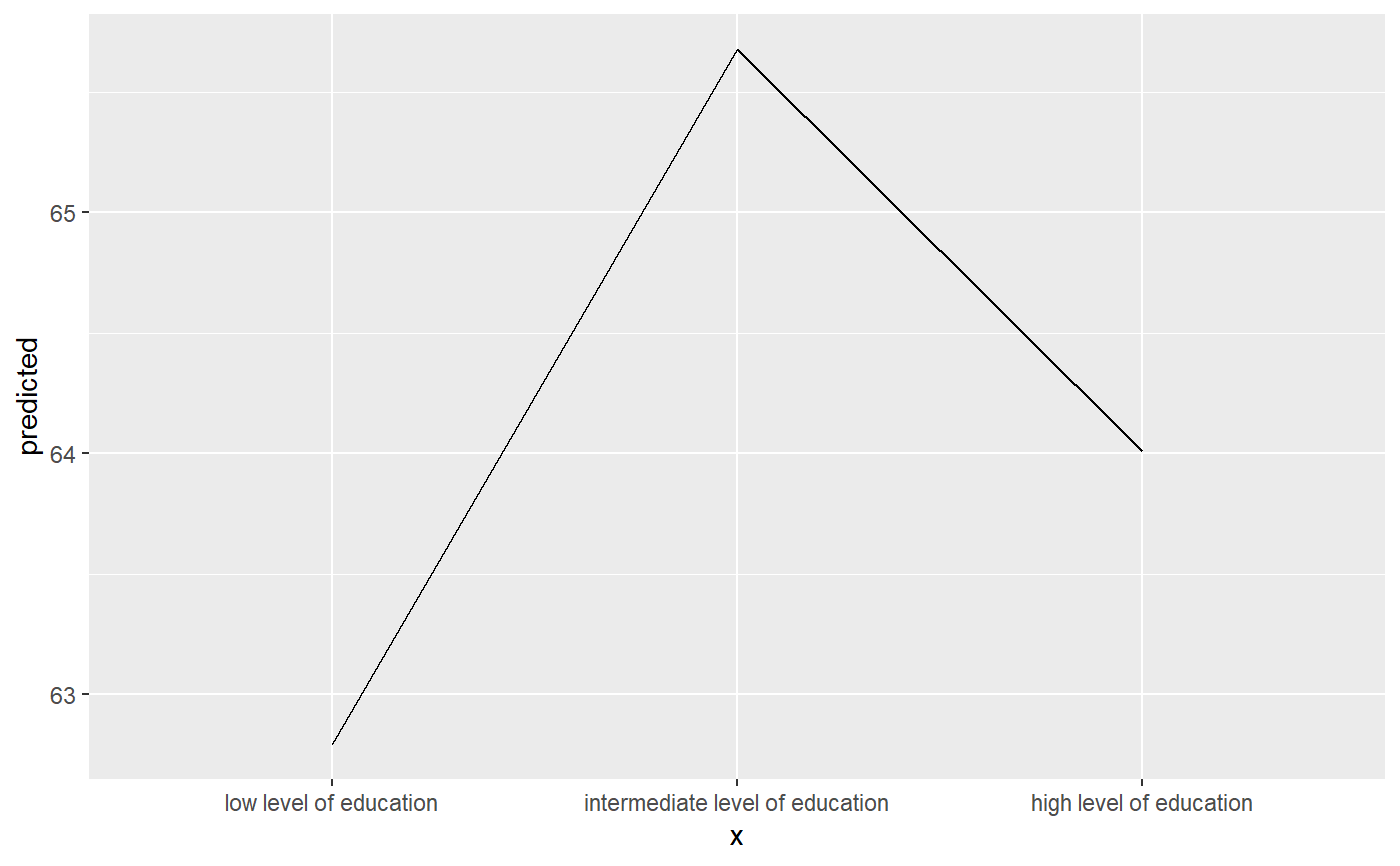 predicted
65
64
63
low level of education
intermediate level of education
high level of education
x